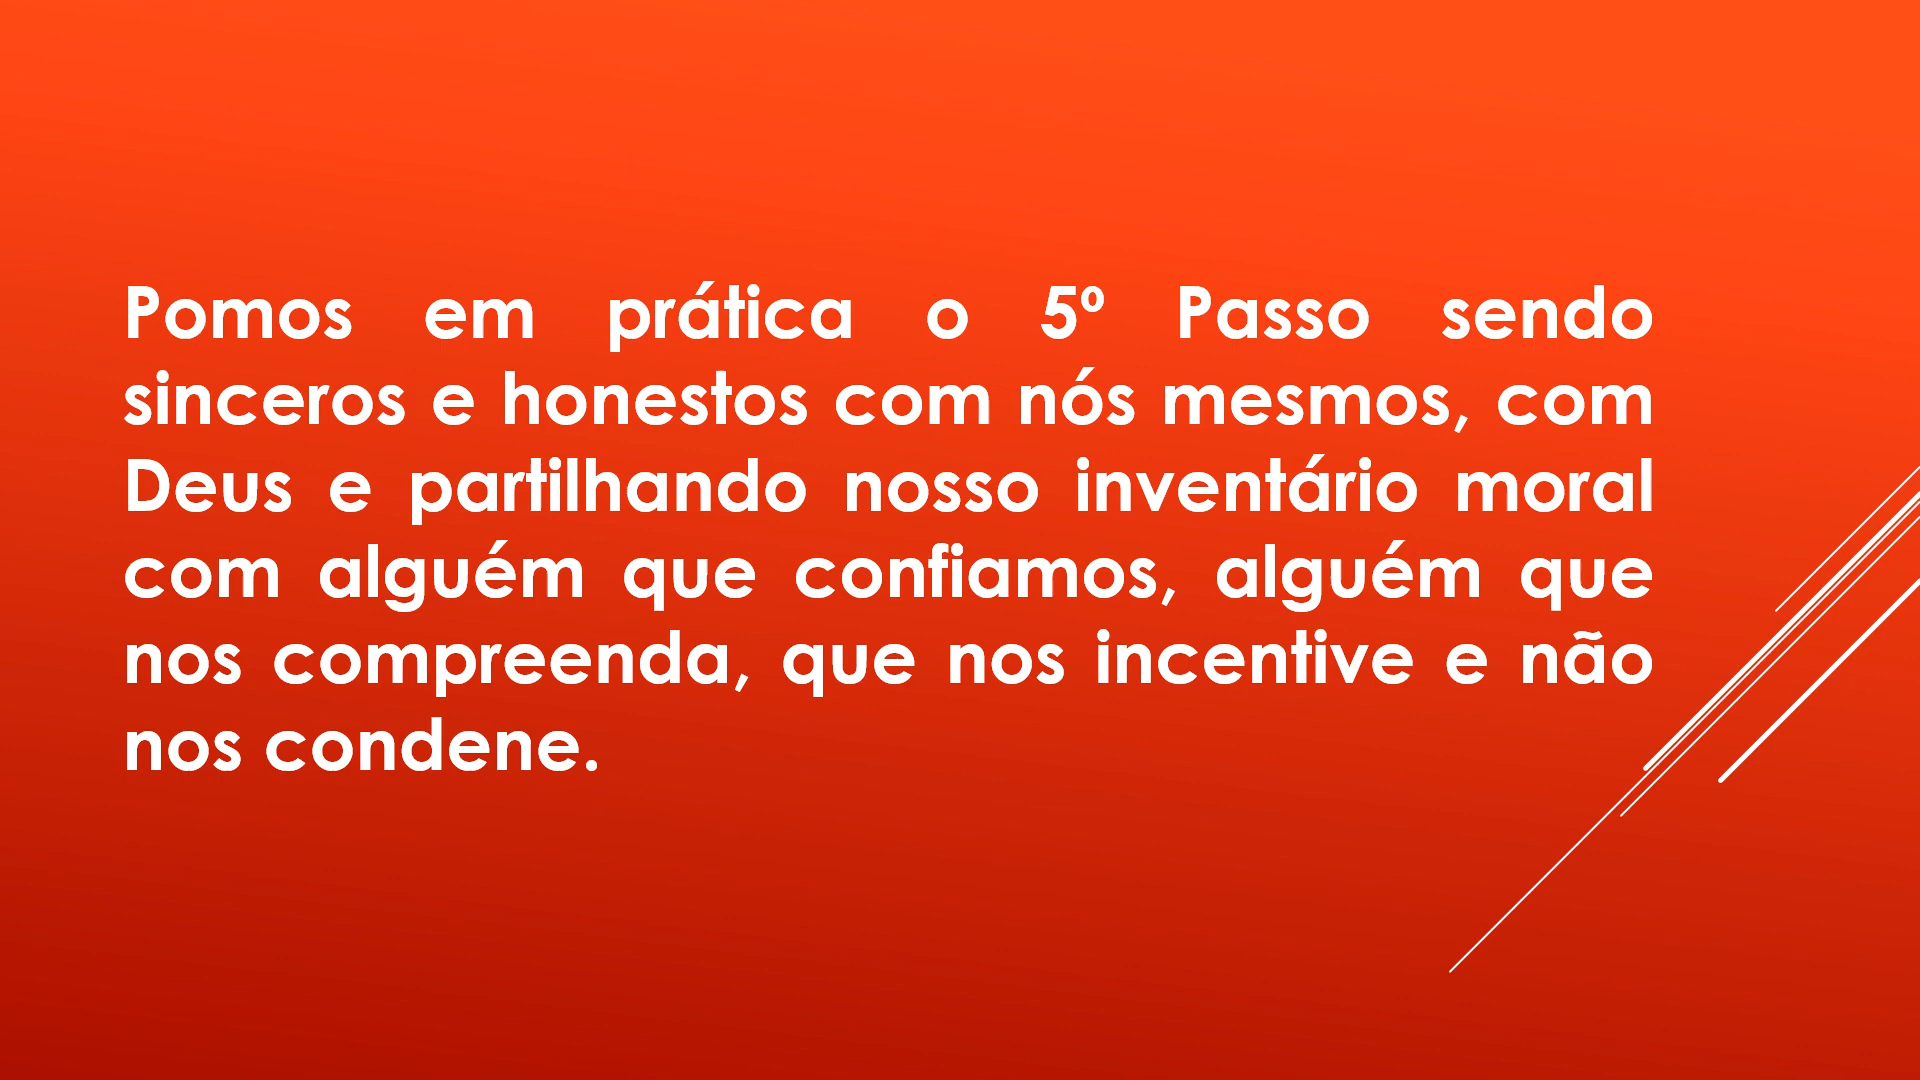 Pomos em prática o 5º Passo sendo
sinceros e honestos com nós mesmos, com
Deus e partilhando nosso inventário moral
com alguém que confiamos, alguém que
nos compreenda, que nos incentive e não
nos condene.